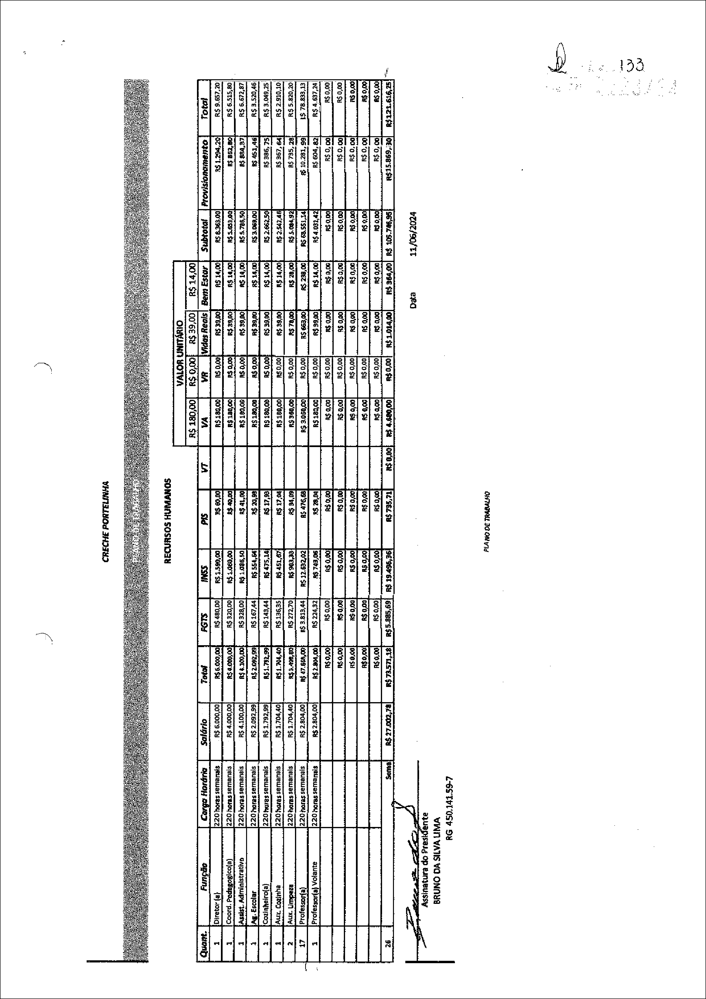 133
CRECHE PORTELINHA
PLANO DE TRABALHO
RECURSOS HUMANOS
VALOR UNITÁRIO
R$ 180,00 R$ 0,00 R$ 39,00 R$ 14,00
Quant. Função Carga Horária Salário Total FGTS INSS PIS VT VA VR Vidas Reais Bem Estar Subtotal Provisionamento Total
1 Diretor (a) 220 horas semanais R$ 6.000,00 R$ 6.000,00 R$ 480,00 R$ 1.590,00 R$ 60,00 R$ 180,00 R$ 0,00 R$ 39,00 R$ 14,00 R$ 8.363,00 R$ 1.294,20 R$ 9.657,20
1 Coord. Pedagogico(a) 220 horas semanais R$ 4.000,00 R$ 4.000,00 R$ 320,00 R$ 1.060,00 R$ 40,00 R$ 180,00 R$ 0,00 R$ 39,00 R$ 14,00 R$ 5.653,00 R$ 862,80 R$ 6.515,80
1 Assist. Administrativo 220 horas semanais R$ 4.100,00 R$ 4.100,00 R$ 328,00 R$ 1.086,50 R$ 41,00 R$ 180,00 R$ 0,00 R$ 39,00 R$ 14,00 R$ 5.788,50 R$ 884,37 R$ 6.672,87
1 Ag. Escolar 220 horas semanais R$ 2.092,99 R$ 2.092,99 R$ 167,44 R$ 554,64 R$ 20,93 R$ 180,00 R$ 0,00 R$ 39,00 R$ 14,00 R$ 3.069,00 R$ 451,46 R$ 3.520,46
1 Cozinheiro(a) 220 horas semanais R$ 1.792,99 R$ 1.792,99 R$ 143,44 R$ 475,14 R$ 17,93 R$ 180,00 R$ 0,00 R$ 39,00 R$ 14,00 R$ 2.662,50 R$ 386,75 R$ 3.049,25
1 Aux. Cozinha 220 horas semanais R$ 1.704,40 R$ 1.704,40 R$ 136,35 R$ 451,67 R$ 17,04 R$ 180,00 R$ 0,00 R$ 39,00 R$ 14,00 R$ 2.542,46 R$ 367,64 R$ 2.910,10
2 Aux. Limpeza 220 horas semanais R$ 1.704,40 R$ 3.408,80 R$ 272,70 R$ 903,33 R$ 34,09 R$ 360,00 R$ 0,00 R$ 78,00 R$ 28,00 R$ 5.084,92 R$ 735,28 R$ 5.820,20
17 Professor(a) 220 horas semanais R$ 2.804,00 R$ 47.668,00 R$ 3.813,44 R$ 12.632,02 R$ 476,68 R$ 3.060,00 R$ 0,00 R$ 663,00 R$ 238,00 R$ 68.551,14 R$ 10.281,99 R$ 78.833,13
1 Professor(a) Volante 220 horas semanais R$ 2.804,00 R$ 2.804,00 R$ 224,32 R$ 743,06 R$ 28,04 R$ 180,00 R$ 0,00 R$ 39,00 R$ 14,00 R$ 4.032,42 R$ 604,82 R$ 4.637,24
R$ 0,00 R$ 0,00 R$ 0,00 R$ 0,00 R$ 0,00 R$ 0,00 R$ 0,00 R$ 0,00 R$ 0,00 R$ 0,00 R$ 0,00
R$ 0,00 R$ 0,00 R$ 0,00 R$ 0,00 R$ 0,00 R$ 0,00 R$ 0,00 R$ 0,00 R$ 0,00 R$ 0,00 R$ 0,00
R$ 0,00 R$ 0,00 R$ 0,00 R$ 0,00 R$ 0,00 R$ 0,00 R$ 0,00 R$ 0,00 R$ 0,00 R$ 0,00 R$ 0,00
R$ 0,00 R$ 0,00 R$ 0,00 R$ 0,00 R$ 0,00 R$ 0,00 R$ 0,00 R$ 0,00 R$ 0,00 R$ 0,00 R$ 0,00
R$ 0,00 R$ 0,00 R$ 0,00 R$ 0,00 R$ 0,00 R$ 0,00 R$ 0,00 R$ 0,00 R$ 0,00 R$ 0,00 R$ 0,00
26 Soma R$ 27.002,78 R$ 73.571,18 R$ 5.885,69 R$ 19.496,36 R$ 735,71 R$ 0,00 R$ 4.680,00 R$ 0,00 R$ 1.014,00 R$ 364,00 R$ 105.746,95 R$ 15.869,30 R$ 121.616,25
Data 11/06/2024
Assinatura do Presidente
BRUNO DA SILVA LIMA
RG 450.141.59-7
PLANO DE TRABALHO